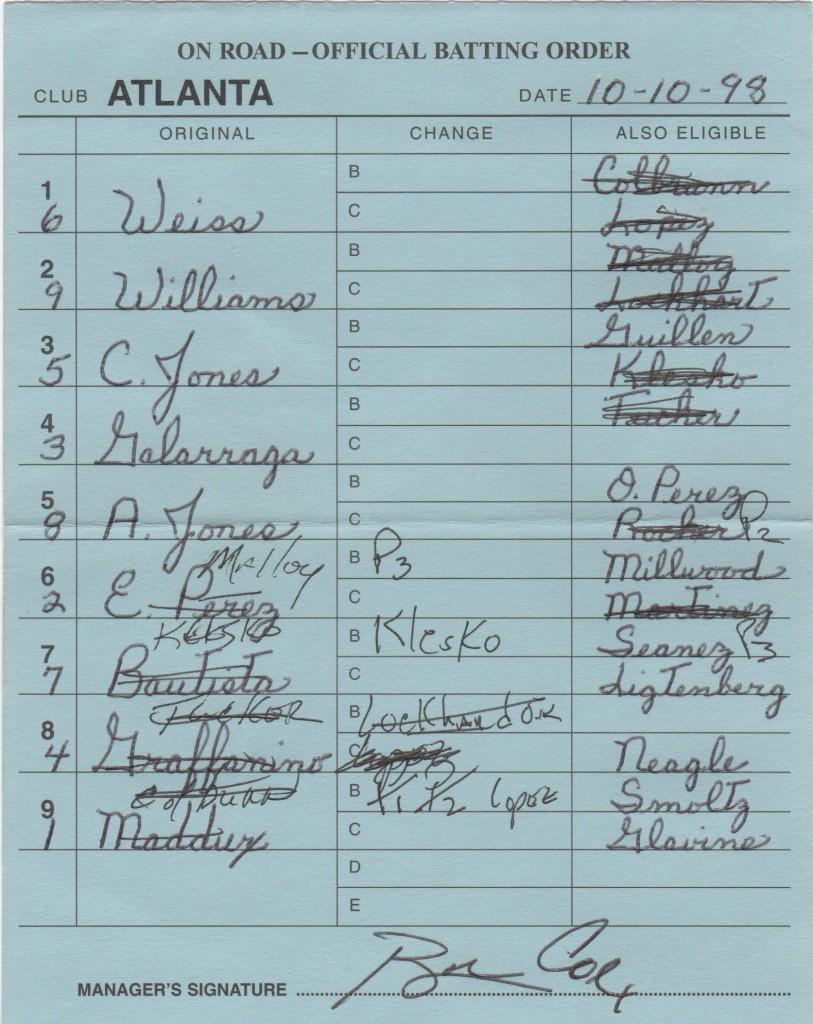 ON ROAD – OFFICIAL BATTING ORDER
CLUB ATLANTA DATE 10-10-98
ORIGINAL CHANGE ALSO ELIGIBLE
B Colbrunn
1
6 Weiss C Lopez
B Malloy
2
9 Williams C Lockhart
B Guillen
3
5 C. Jones C Klesko
B Tucker
4
3 Galarraga C
B O. Perez
5
8 A. Jones C Rocker P2
Malloy B P3 Millwood
6
2 E. Perez C Martinez
Klesko B Klesko Seanez P3
7
7 Bautista C Ligtenberg
Tucker B Lockhart
8
4 Graffanino C Neagle
Colbrunn B Lopez Smoltz
9
1 Maddux C Glavine
D
E
MANAGER'S SIGNATURE Cox